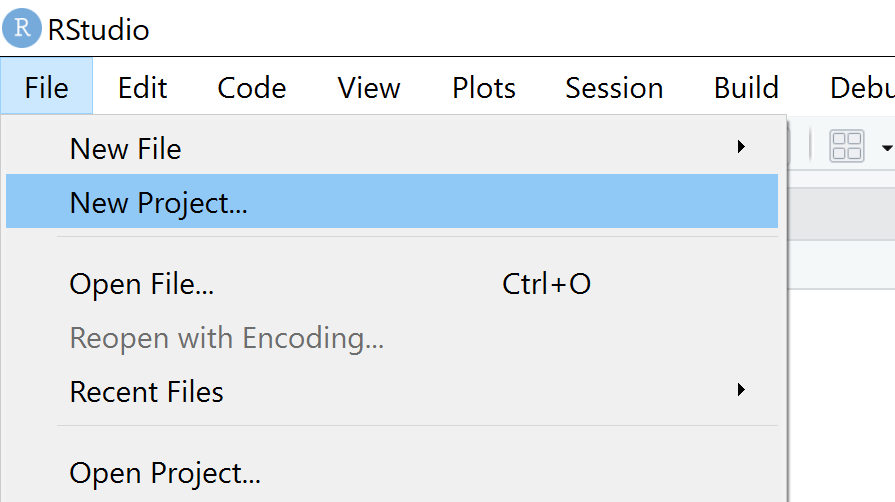 R RStudio
File Edit Code View Plots Session Build Debu
New File
New Project...
Open File... Ctrl+O
Reopen with Encoding...
Recent Files
Open Project...